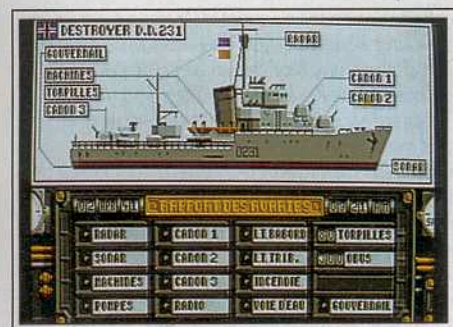 DESTROYER D.D.231
RADAR
GOUVERNAIL
MACHINES
TORPILLES
CANON 3
CANON 1
CANON 2
D231
SONAR
RAPPORT DES AVARIES
RADAR
CANON 1
LT.BABORD
TORPILLES
SONAR
CANON 2
LT.TRIB.
OBUS
MACHINES
CANON 3
INCENDIE
POMPES
RADIO
VOIE D'EAU
GOUVERNAIL